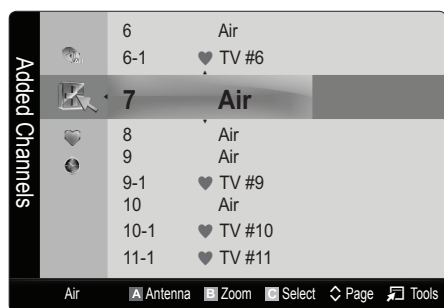 Added Channels
6 Air
6-1 ♥ TV #6
7 Air
8 Air
9 Air
9-1 ♥ TV #9
10 Air
10-1 ♥ TV #10
11-1 ♥ TV #11
Air A Antenna B Zoom C Select Page Tools